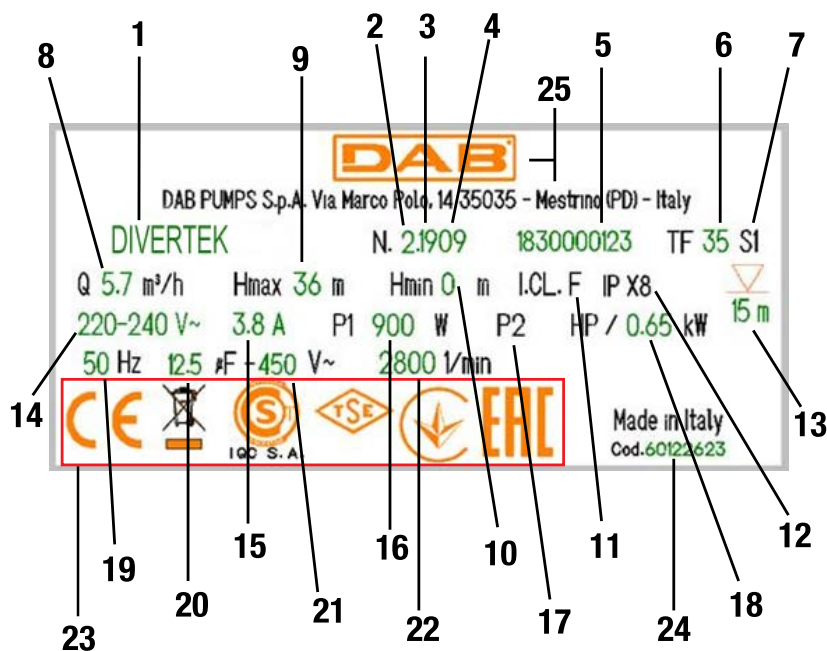 1 2 3 4 5 6 7
8 9 25
DAB
DAB PUMPS S.p.A. Via Marco Polo, 14 35035 - Mestrino (PD) - Italy
DIVERTEK N. 2.1909 1830000123 TF 35 S1
Q 5.7 m³/h Hmax 36 m Hmin 0 m I.CL. F IP X8
220-240 V~ 3.8 A P1 900 W P2 HP / 0.65 kW 15 m
50 Hz 12.5 µF - 450 V~ 2800 1/min
CE S TSE EAC Made in Italy
IQC S.A. Cod.60122623
14 13
19 15 16 10 11 12
23 20 21 22 17 24 18